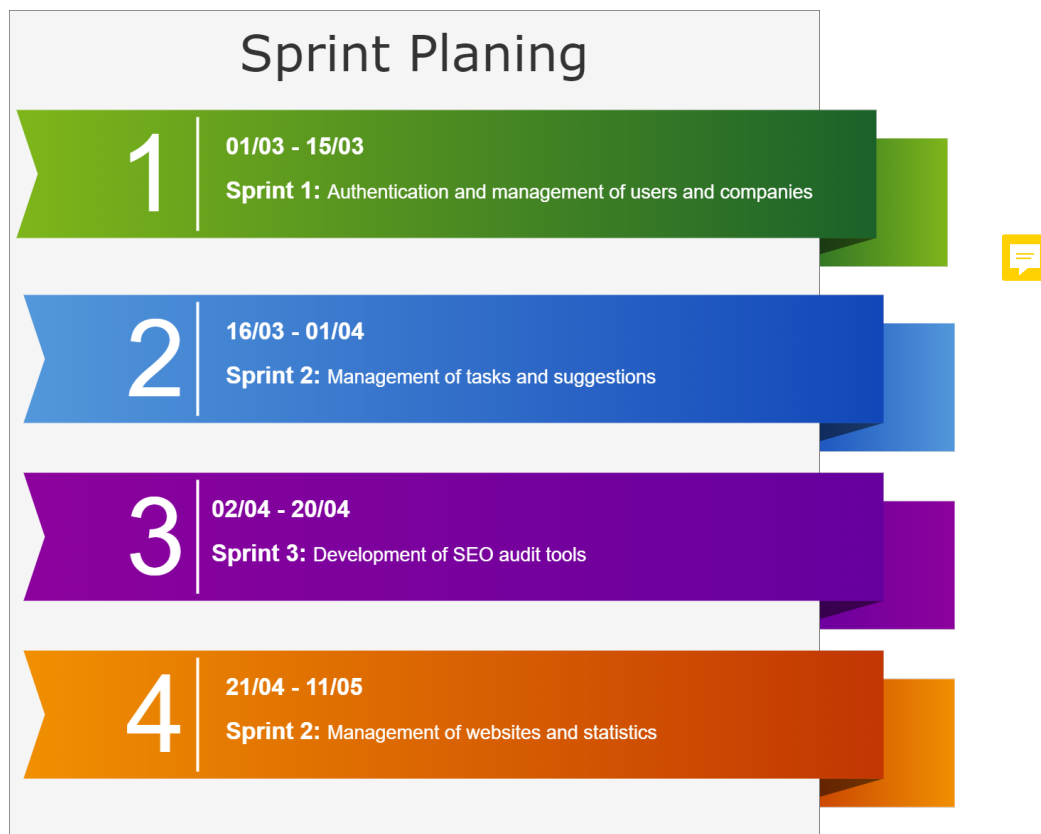 Sprint Planing
1
01/03 - 15/03
Sprint 1: Authentication and management of users and companies
2
16/03 - 01/04
Sprint 2: Management of tasks and suggestions
3
02/04 - 20/04
Sprint 3: Development of SEO audit tools
4
21/04 - 11/05
Sprint 2: Management of websites and statistics